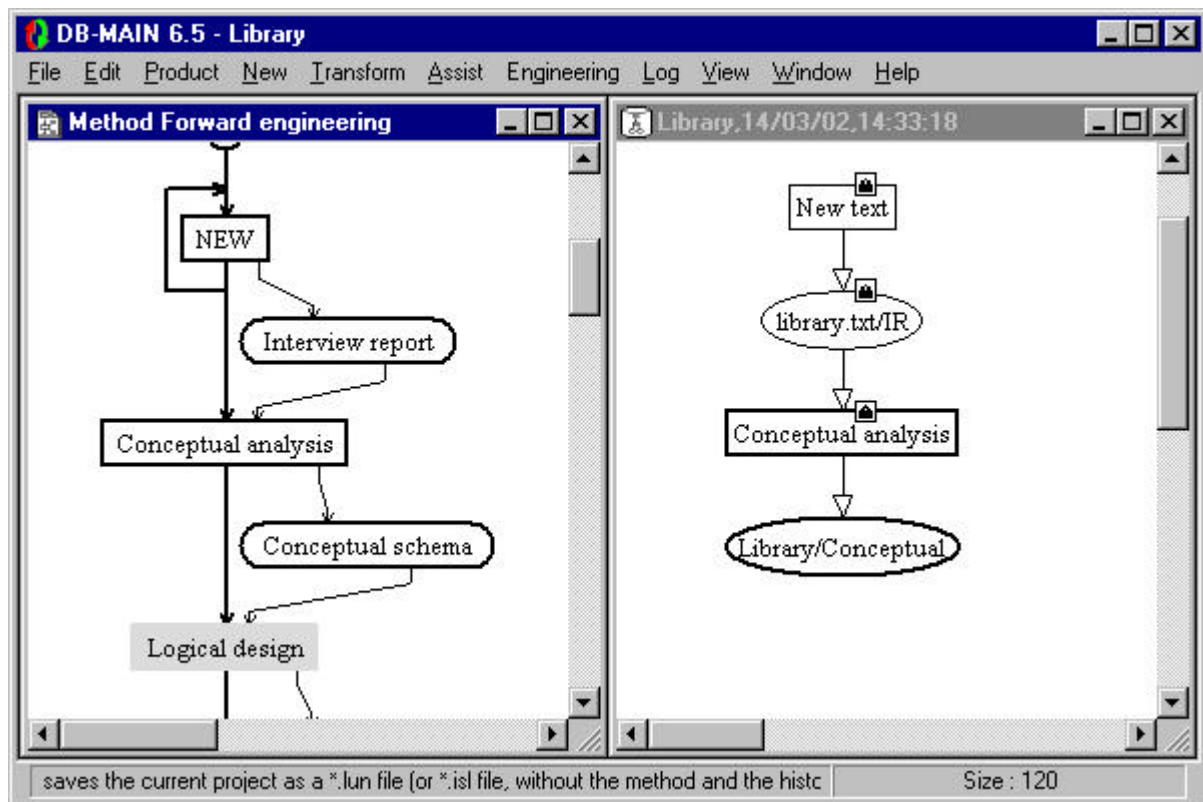 DB-MAIN 6.5 - Library
File Edit Product New Transform Assist Engineering Log View Window Help
Method Forward engineering
NEW
Interview report
Conceptual analysis
Conceptual schema
Logical design
Library,14/03/02,14:33:18
New text
library.txt/IR
Conceptual analysis
Library/Conceptual
saves the current project as a *.lun file (or *.isl file, without the method and the histo
Size : 120